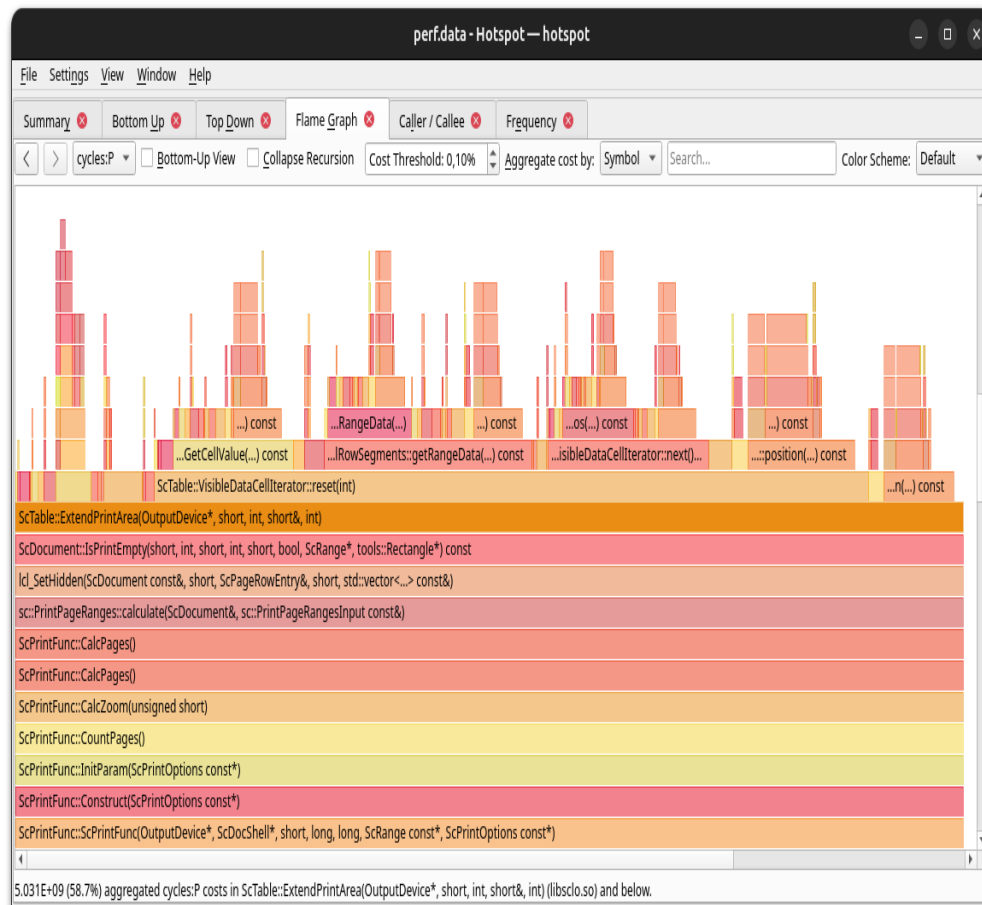 perf.data - Hotspot — hotspot
File Settings View Window Help
Summary Bottom Up Top Down Flame Graph Caller / Callee Frequency
cycles:P Bottom-Up View Collapse Recursion Cost Threshold: 0,10% Aggregate cost by: Symbol Search... Color Scheme: Default
...) const ...RangeData(...) ...) const ...os(...) const ...) const
...GetCellValue(...) const ...lRowSegments::getRangeData(...) const ...isibleDataCellIterator::next()... ...::position(...) const
ScTable::VisibleDataCellIterator::reset(int) ...n(...) const
ScTable::ExtendPrintArea(OutputDevice*, short, int, short&, int)
ScDocument::IsPrintEmpty(short, int, short, int, short, bool, ScRange*, tools::Rectangle*) const
lcl_SetHidden(ScDocument const&, short, ScPageRowEntry&, short, std::vector<...> const&)
sc::PrintPageRanges::calculate(ScDocument&, sc::PrintPageRangesInput const&)
ScPrintFunc::CalcPages()
ScPrintFunc::CalcPages()
ScPrintFunc::CalcZoom(unsigned short)
ScPrintFunc::CountPages()
ScPrintFunc::InitParam(ScPrintOptions const*)
ScPrintFunc::Construct(ScPrintOptions const*)
ScPrintFunc::ScPrintFunc(OutputDevice*, ScDocShell*, short, long, long, ScRange const*, ScPrintOptions const*)
5.031E+09 (58.7%) aggregated cycles:P costs in ScTable::ExtendPrintArea(OutputDevice*, short, int, short&, int) (libsclo.so) and below.